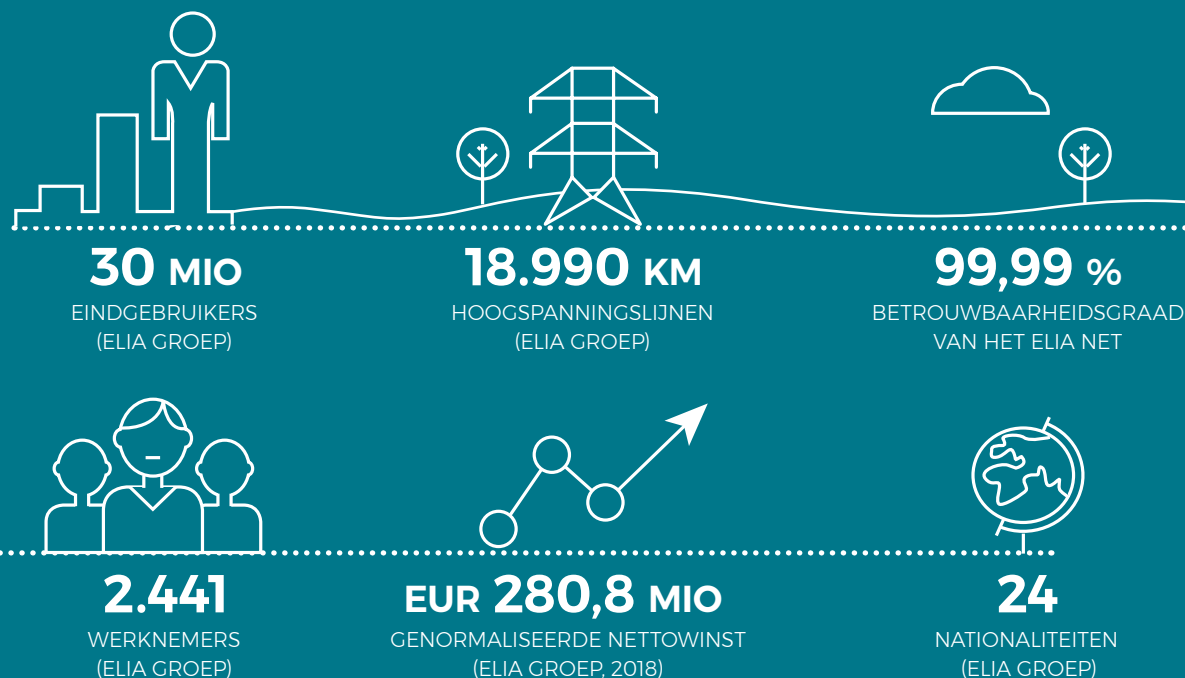 30 MIO
EINDGEBRUIKERS
(ELIA GROEP)
18.990 KM
HOOGSPANNINGSLIJNEN
(ELIA GROEP)
99,99 %
BETROUWBAARHEIDSGRAAD
VAN HET ELIA NET
2.441
WERKNEMERS
(ELIA GROEP)
EUR 280,8 MIO
GENORMALISEERDE NETTOWINST
(ELIA GROEP, 2018)
24
NATIONALITEITEN
(ELIA GROEP)